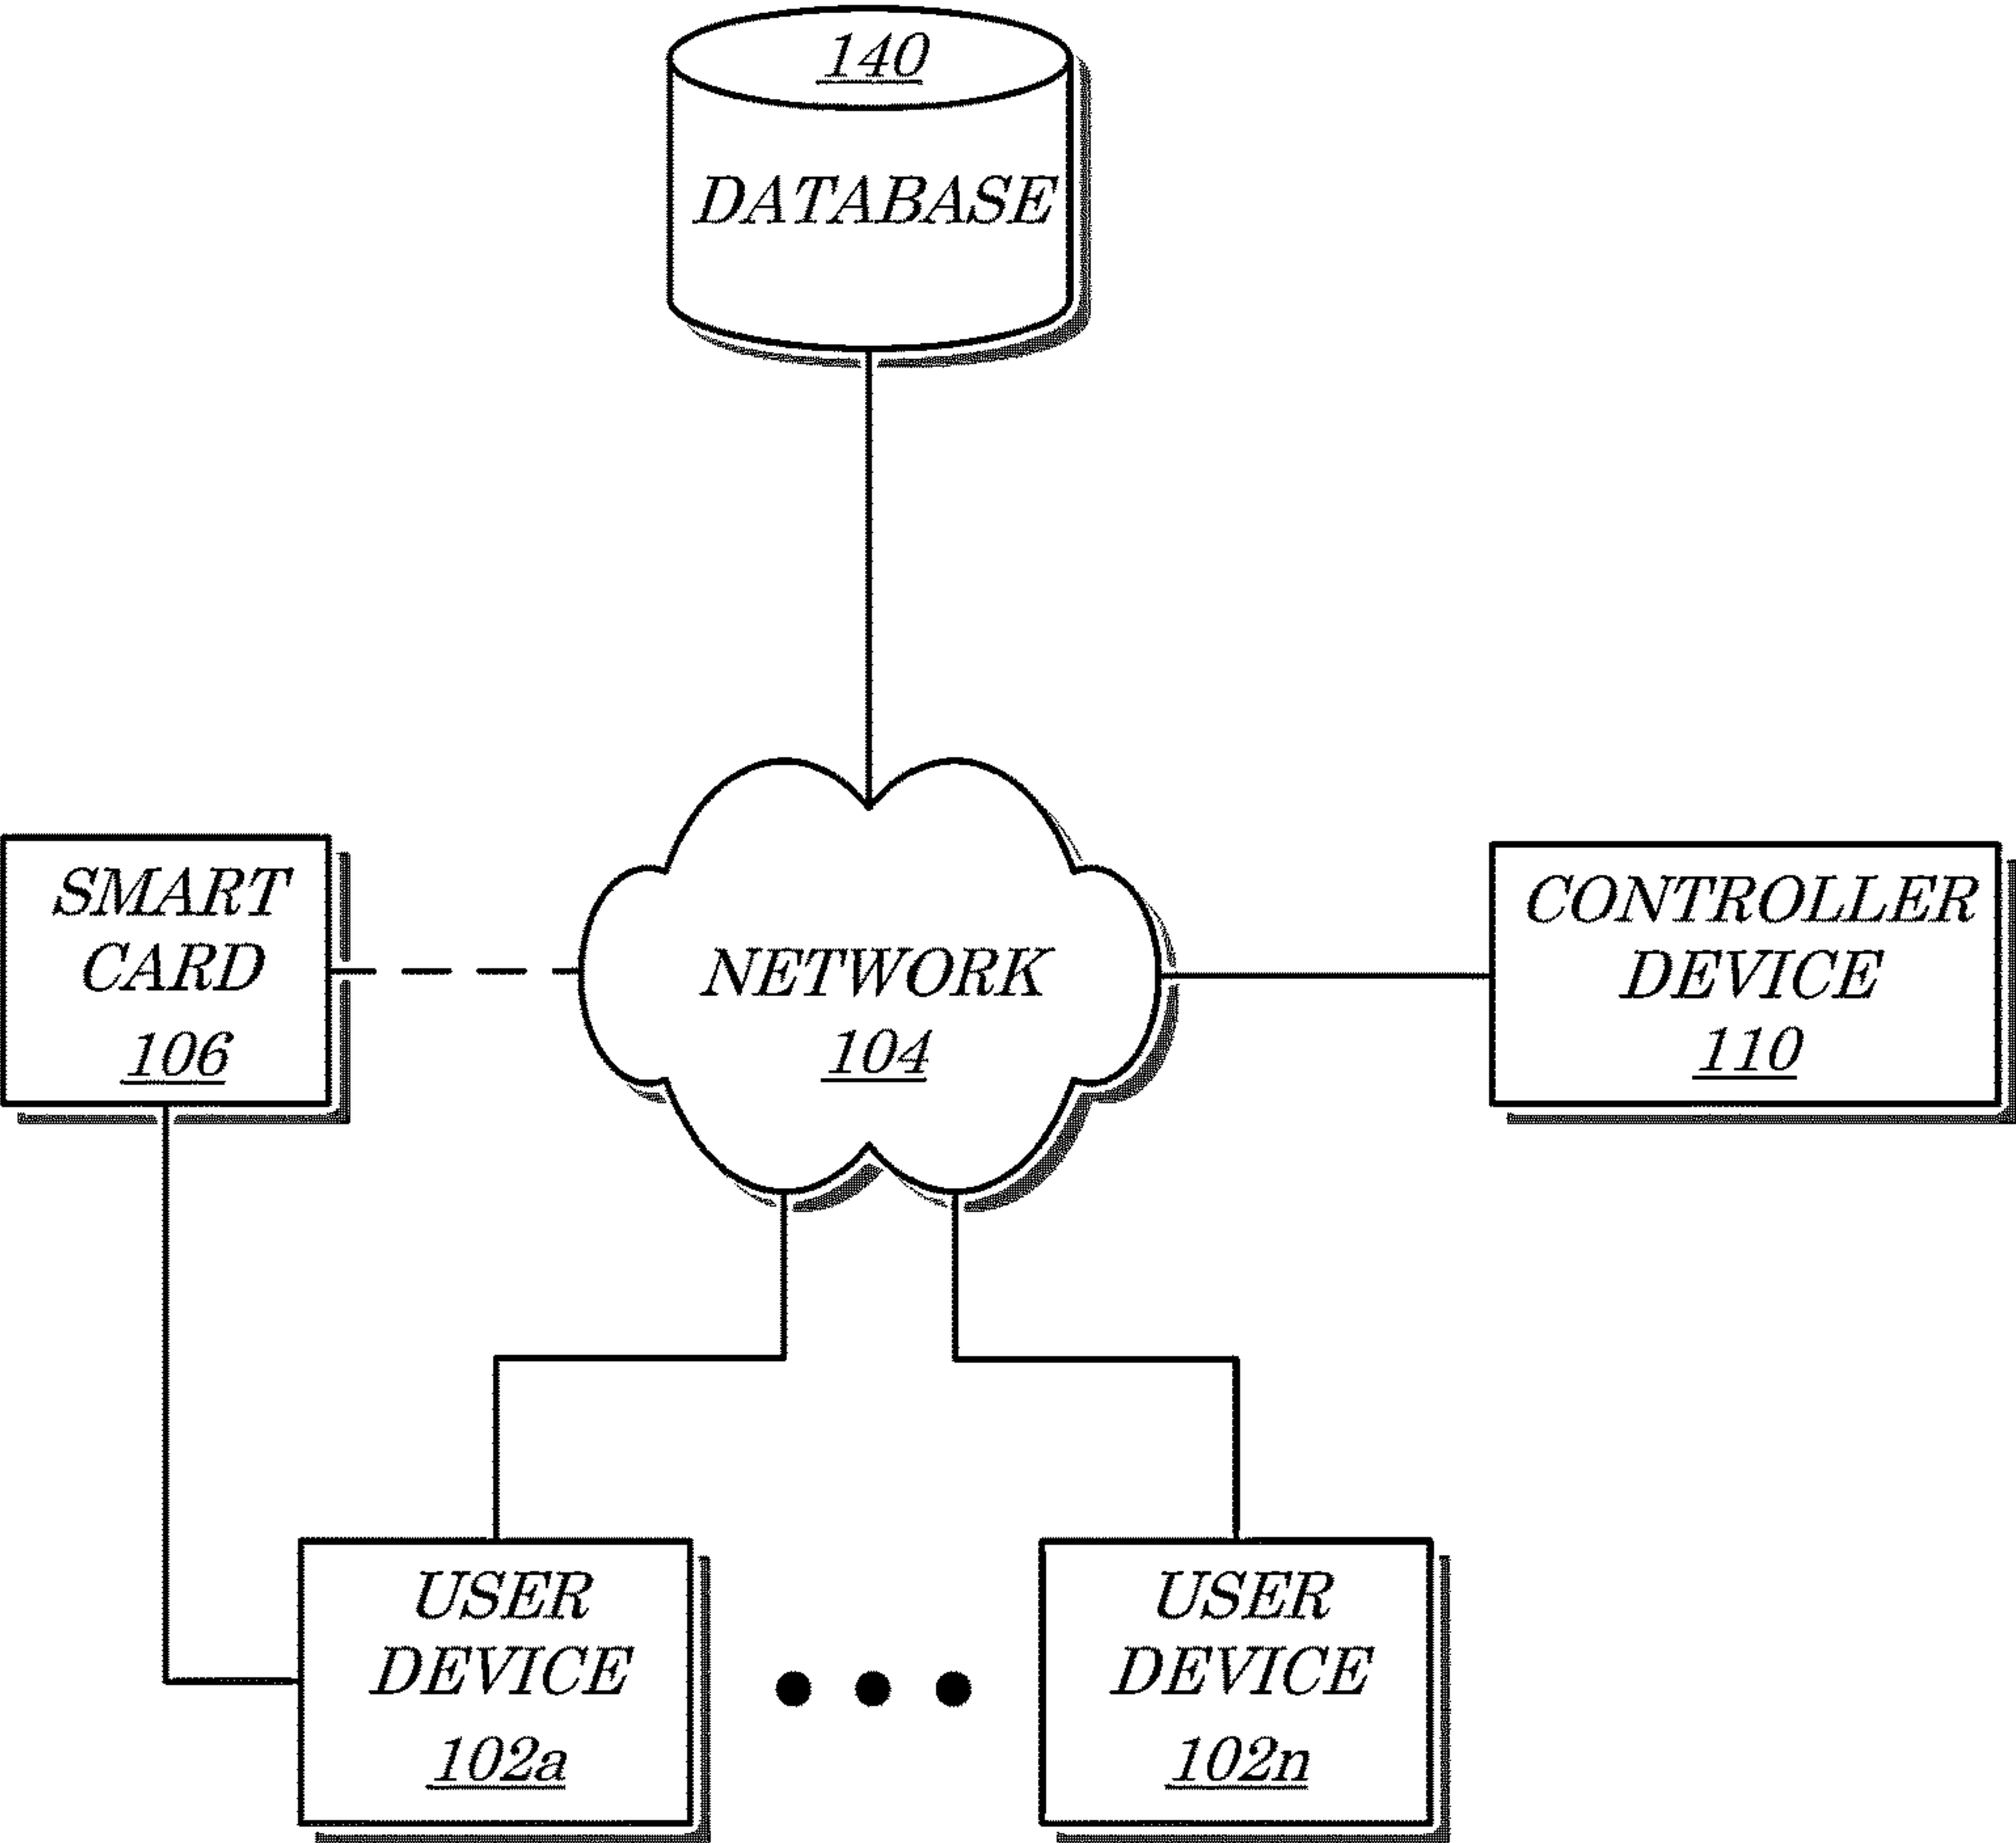 140
DATABASE
SMART
CARD
106
NETWORK
104
CONTROLLER
DEVICE
110
USER
DEVICE
102a
USER
DEVICE
102n